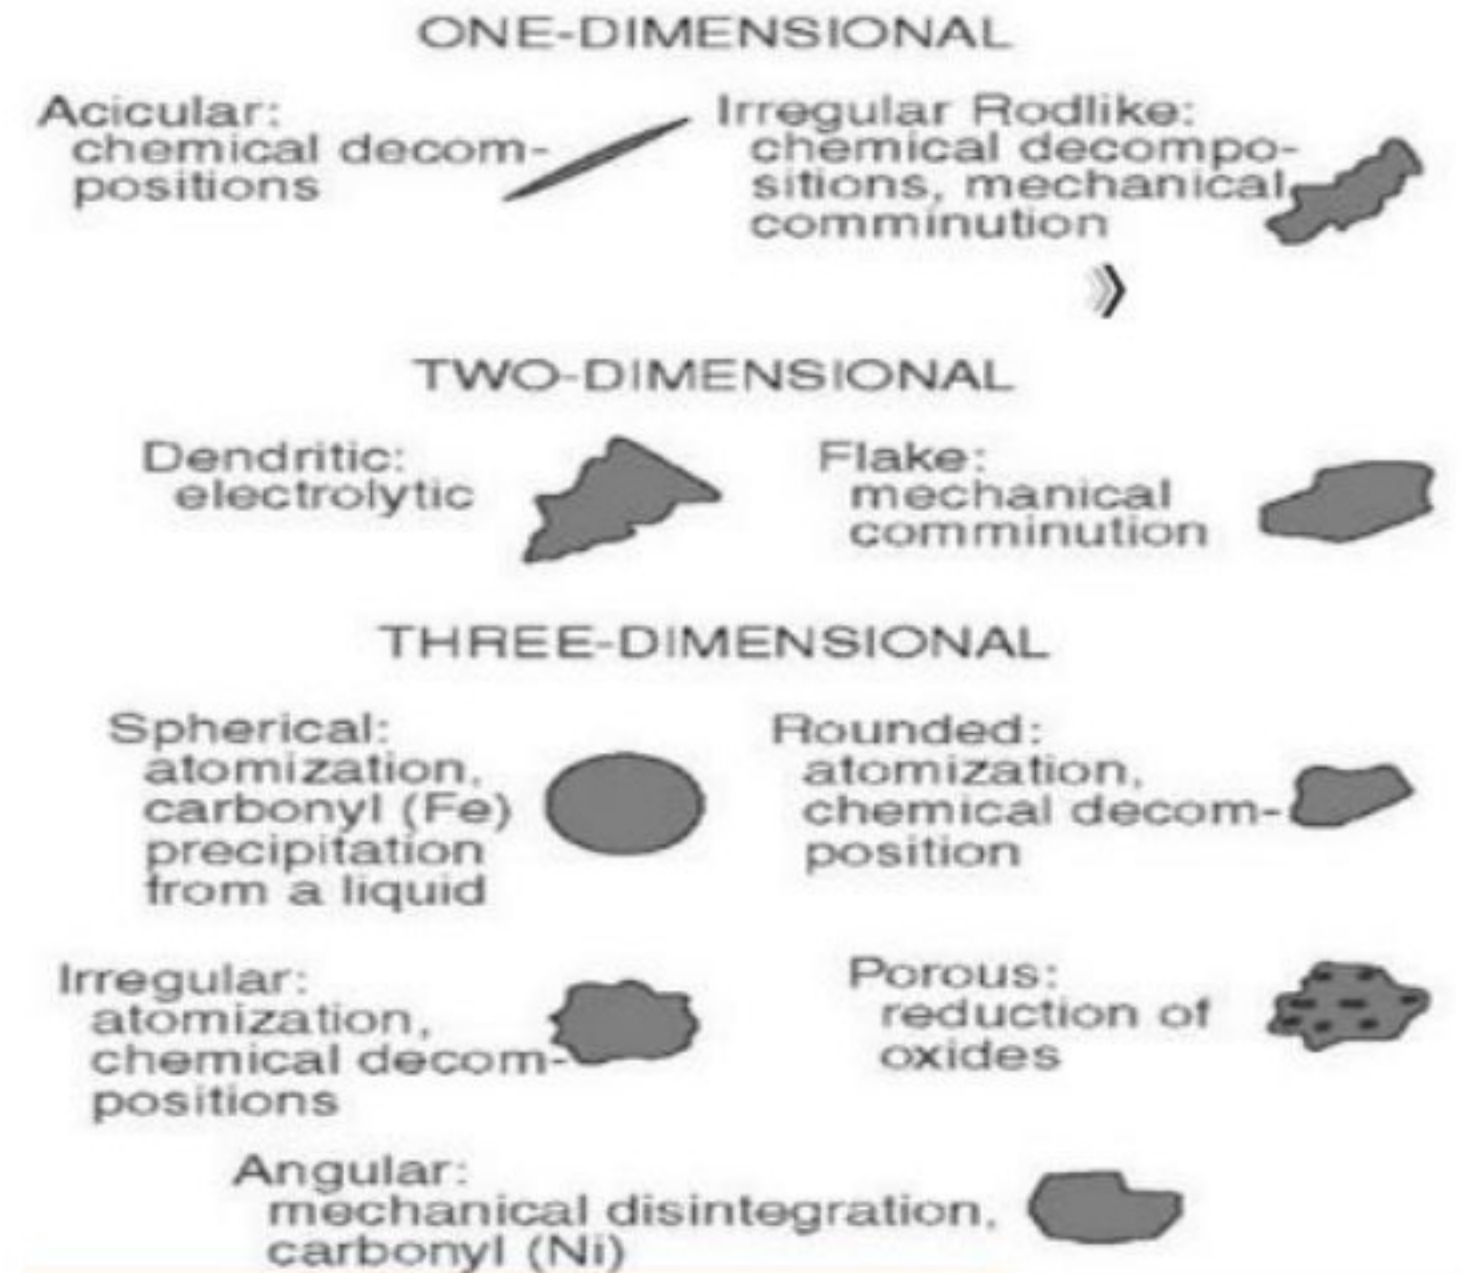 ONE-DIMENSIONAL
Acicular:
chemical decom-
positions
Irregular Rodlike:
chemical decompo-
sitions, mechanical
comminution
TWO-DIMENSIONAL
Dendritic:
electrolytic
Flake:
mechanical
comminution
THREE-DIMENSIONAL
Spherical:
atomization,
carbonyl (Fe)
precipitation
from a liquid
Rounded:
atomization,
chemical decom-
position
Irregular:
atomization,
chemical decom-
positions
Porous:
reduction of
oxides
Angular:
mechanical disintegration,
carbonyl (Ni)